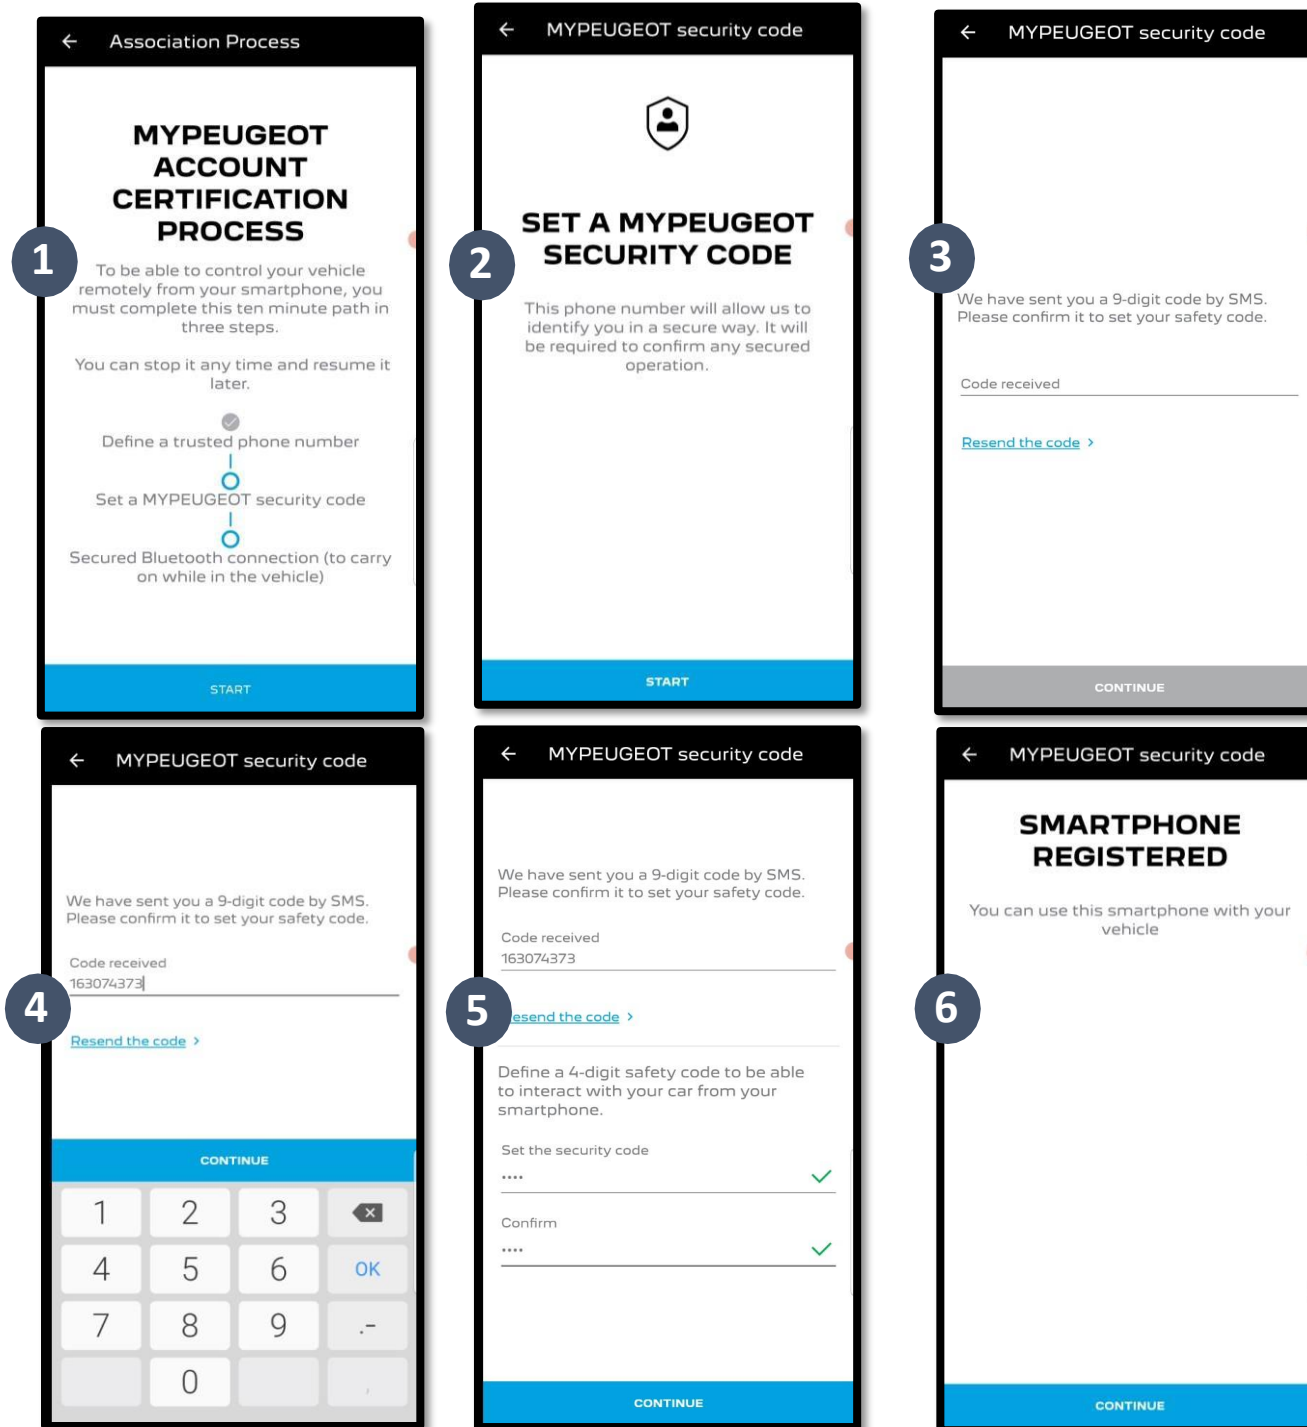 Association Process
MYPEUGEOT
ACCOUNT
CERTIFICATION
PROCESS
1
To be able to control your vehicle
remotely from your smartphone, you
must complete this ten minute path in
three steps.
You can stop it any time and resume it
later.
Define a trusted phone number
Set a MYPEUGEOT security code
Secured Bluetooth connection (to carry
on while in the vehicle)
START
MYPEUGEOT security code
SET A MYPEUGEOT
SECURITY CODE
2
This phone number will allow us to
identify you in a secure way. It will
be required to confirm any secured
operation.
START
MYPEUGEOT security code
3
We have sent you a 9-digit code by SMS.
Please confirm it to set your safety code.
Code received
Resend the code >
CONTINUE
MYPEUGEOT security code
We have sent you a 9-digit code by SMS.
Please confirm it to set your safety code.
Code received
163074373
4
Resend the code >
CONTINUE
1 2 3
4 5 6 OK
7 8 9 .-
0 ,
MYPEUGEOT security code
We have sent you a 9-digit code by SMS.
Please confirm it to set your safety code.
Code received
163074373
5
esend the code >
Define a 4-digit safety code to be able
to interact with your car from your
smartphone.
Set the security code
....
Confirm
....
CONTINUE
MYPEUGEOT security code
SMARTPHONE
REGISTERED
You can use this smartphone with your
vehicle
6
CONTINUE